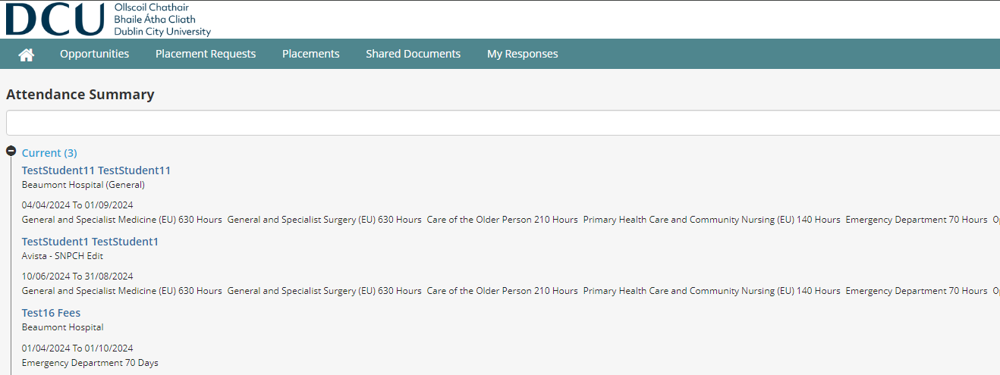 DCU
Ollscoil Chathair
Bhaile Átha Cliath
Dublin City University
Opportunities Placement Requests Placements Shared Documents My Responses
Attendance Summary
Current (3)
TestStudent11 TestStudent11
Beaumont Hospital (General)
04/04/2024 To 01/09/2024
General and Specialist Medicine (EU) 630 Hours General and Specialist Surgery (EU) 630 Hours Care of the Older Person 210 Hours Primary Health Care and Community Nursing (EU) 140 Hours Emergency Department 70 Hours
TestStudent1 TestStudent1
Avista - SNPCH Edit
10/06/2024 To 31/08/2024
General and Specialist Medicine (EU) 630 Hours General and Specialist Surgery (EU) 630 Hours Care of the Older Person 210 Hours Primary Health Care and Community Nursing (EU) 140 Hours Emergency Department 70 Hours
Test16 Fees
Beaumont Hospital
01/04/2024 To 01/10/2024
Emergency Department 70 Days